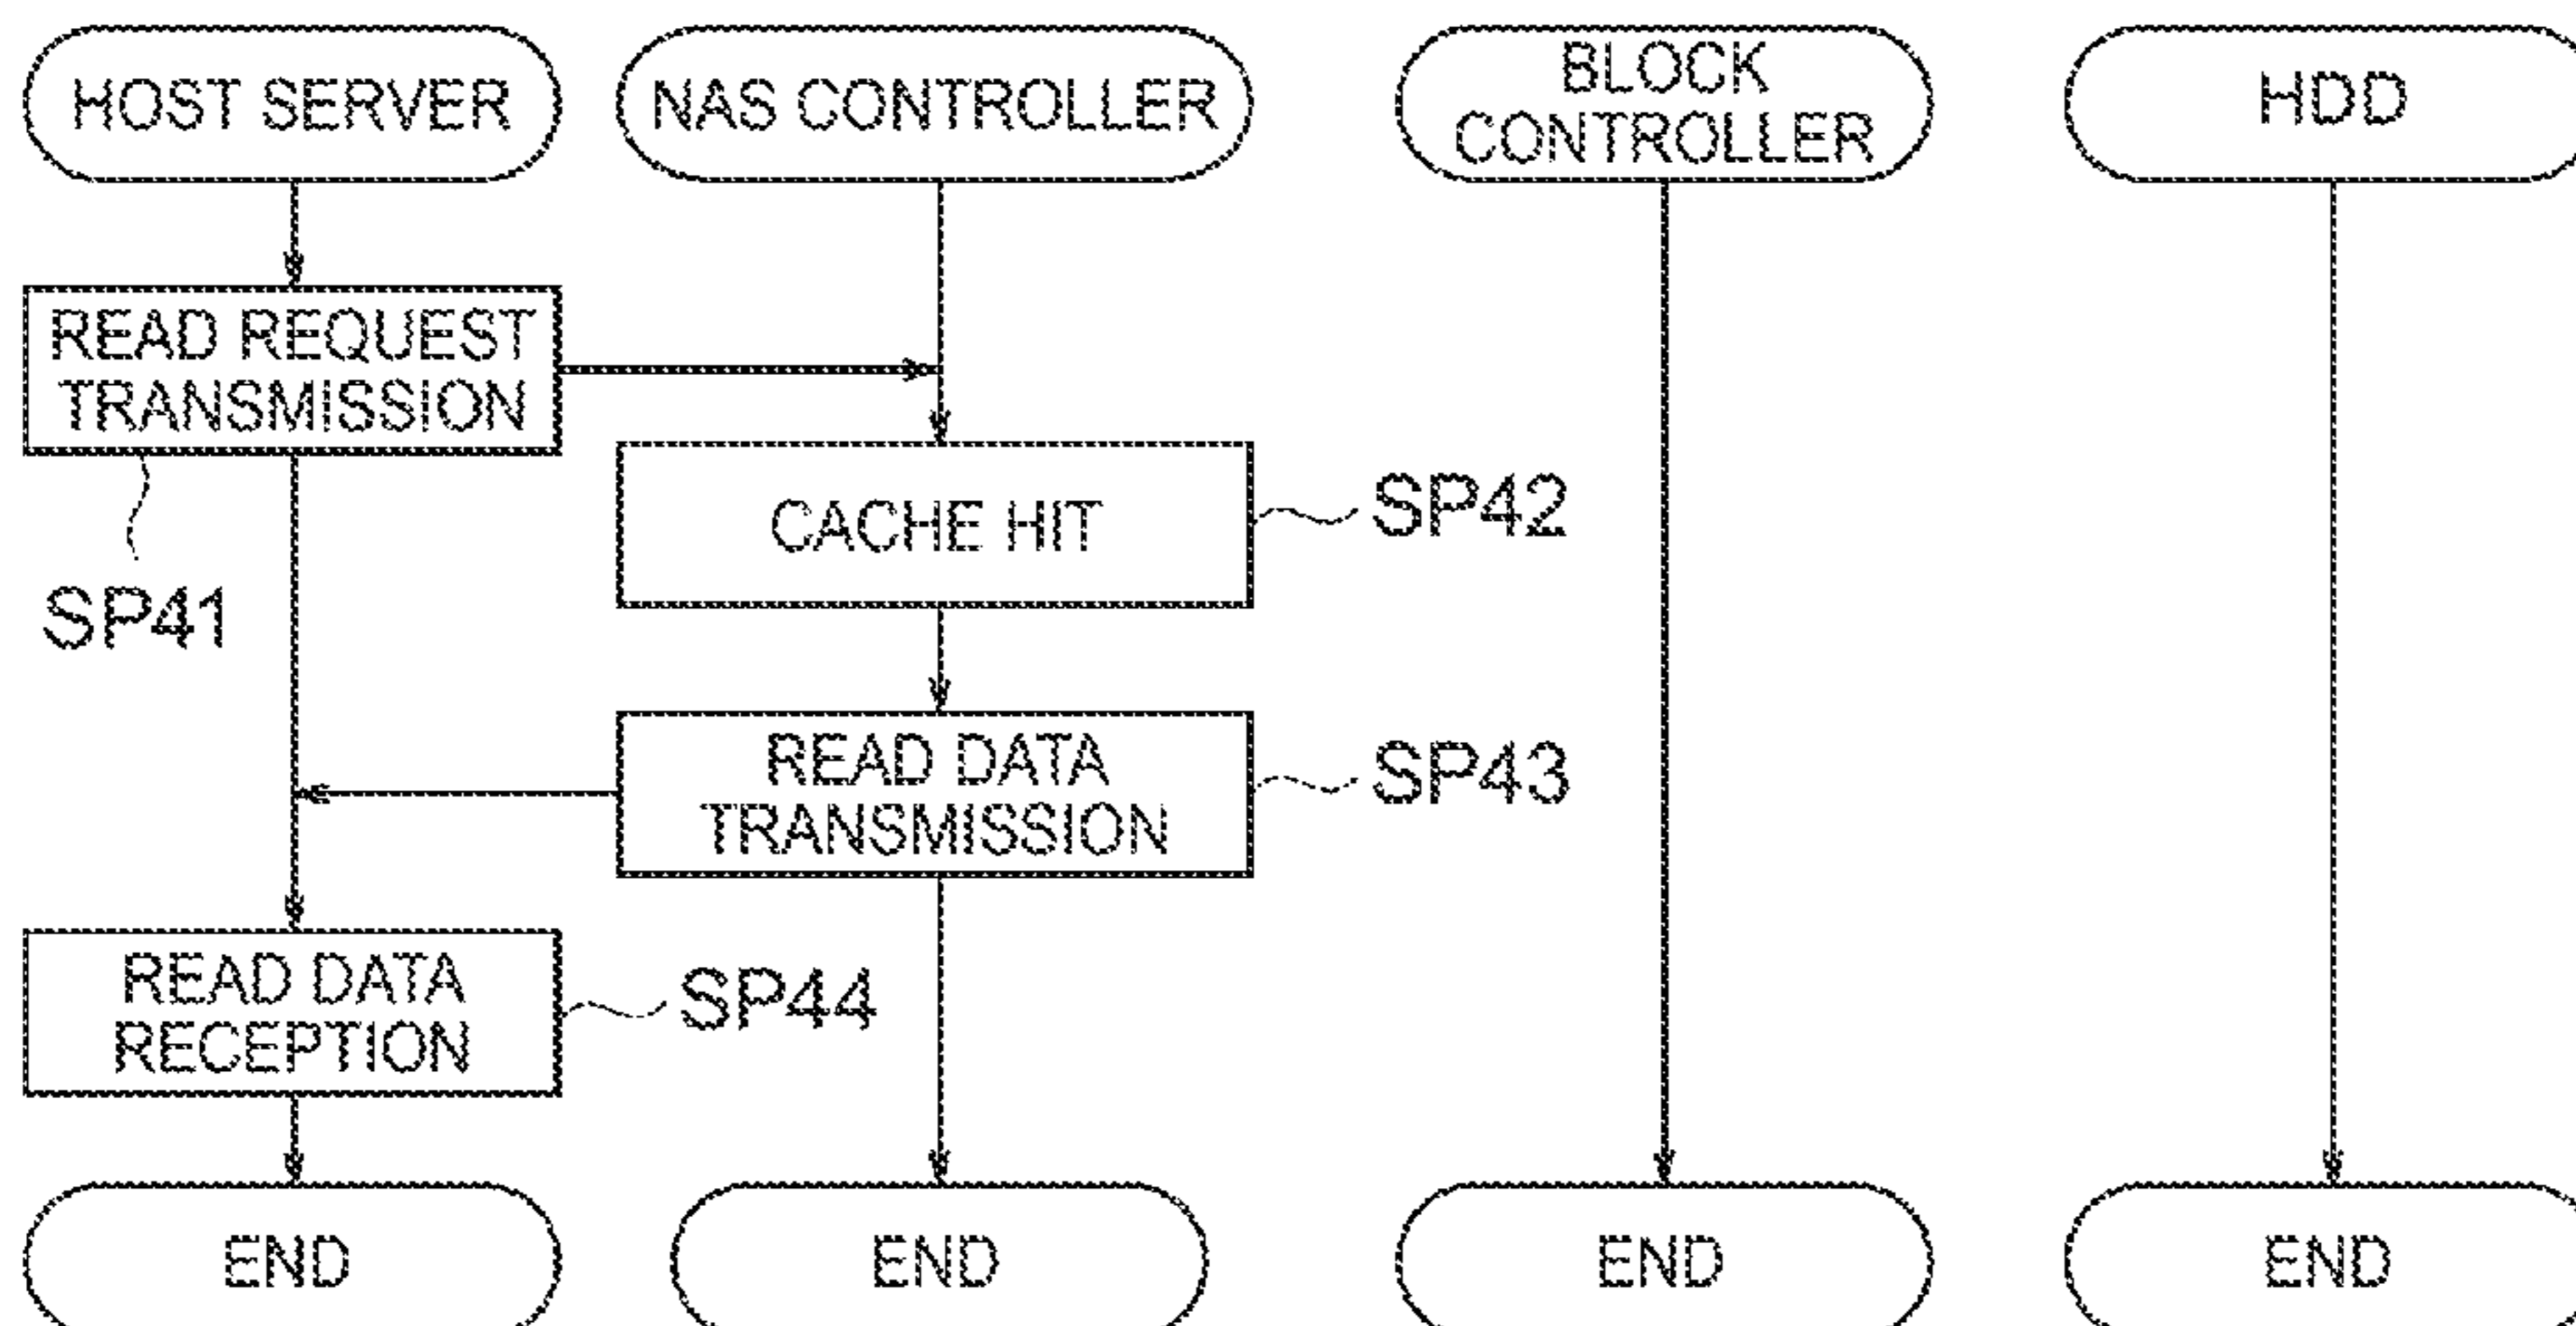 HOST SERVER
NAS CONTROLLER
BLOCK
CONTROLLER
HDD
READ REQUEST
TRANSMISSION
SP41
CACHE HIT
SP42
READ DATA
TRANSMISSION
SP43
READ DATA
RECEPTION
SP44
END
END
END
END